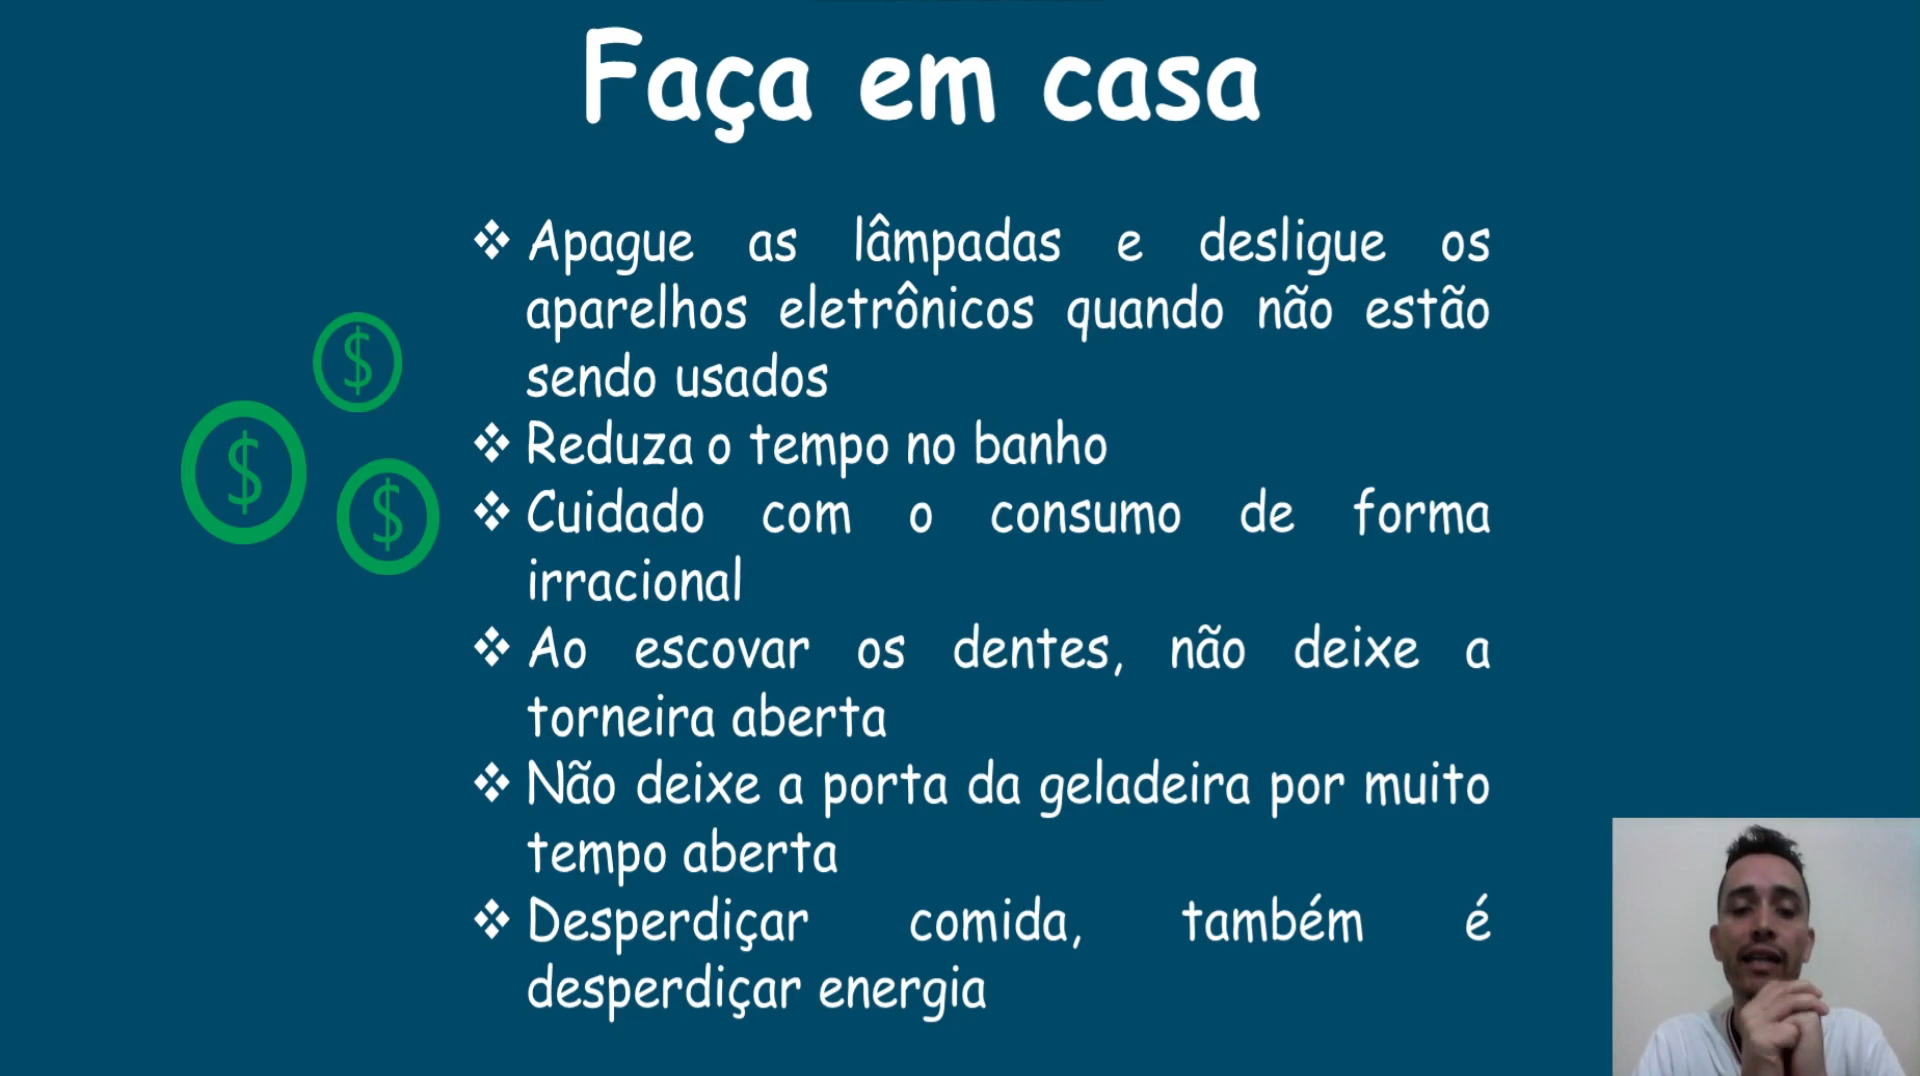 Faça em casa
❖ Apague as lâmpadas e desligue os
aparelhos eletrônicos quando não estão
sendo usados
❖ Reduza o tempo no banho
❖ Cuidado com o consumo de forma
irracional
❖ Ao escovar os dentes, não deixe a
torneira aberta
❖ Não deixe a porta da geladeira por muito
tempo aberta
❖ Desperdiçar comida, também é
desperdiçar energia
$
$
$